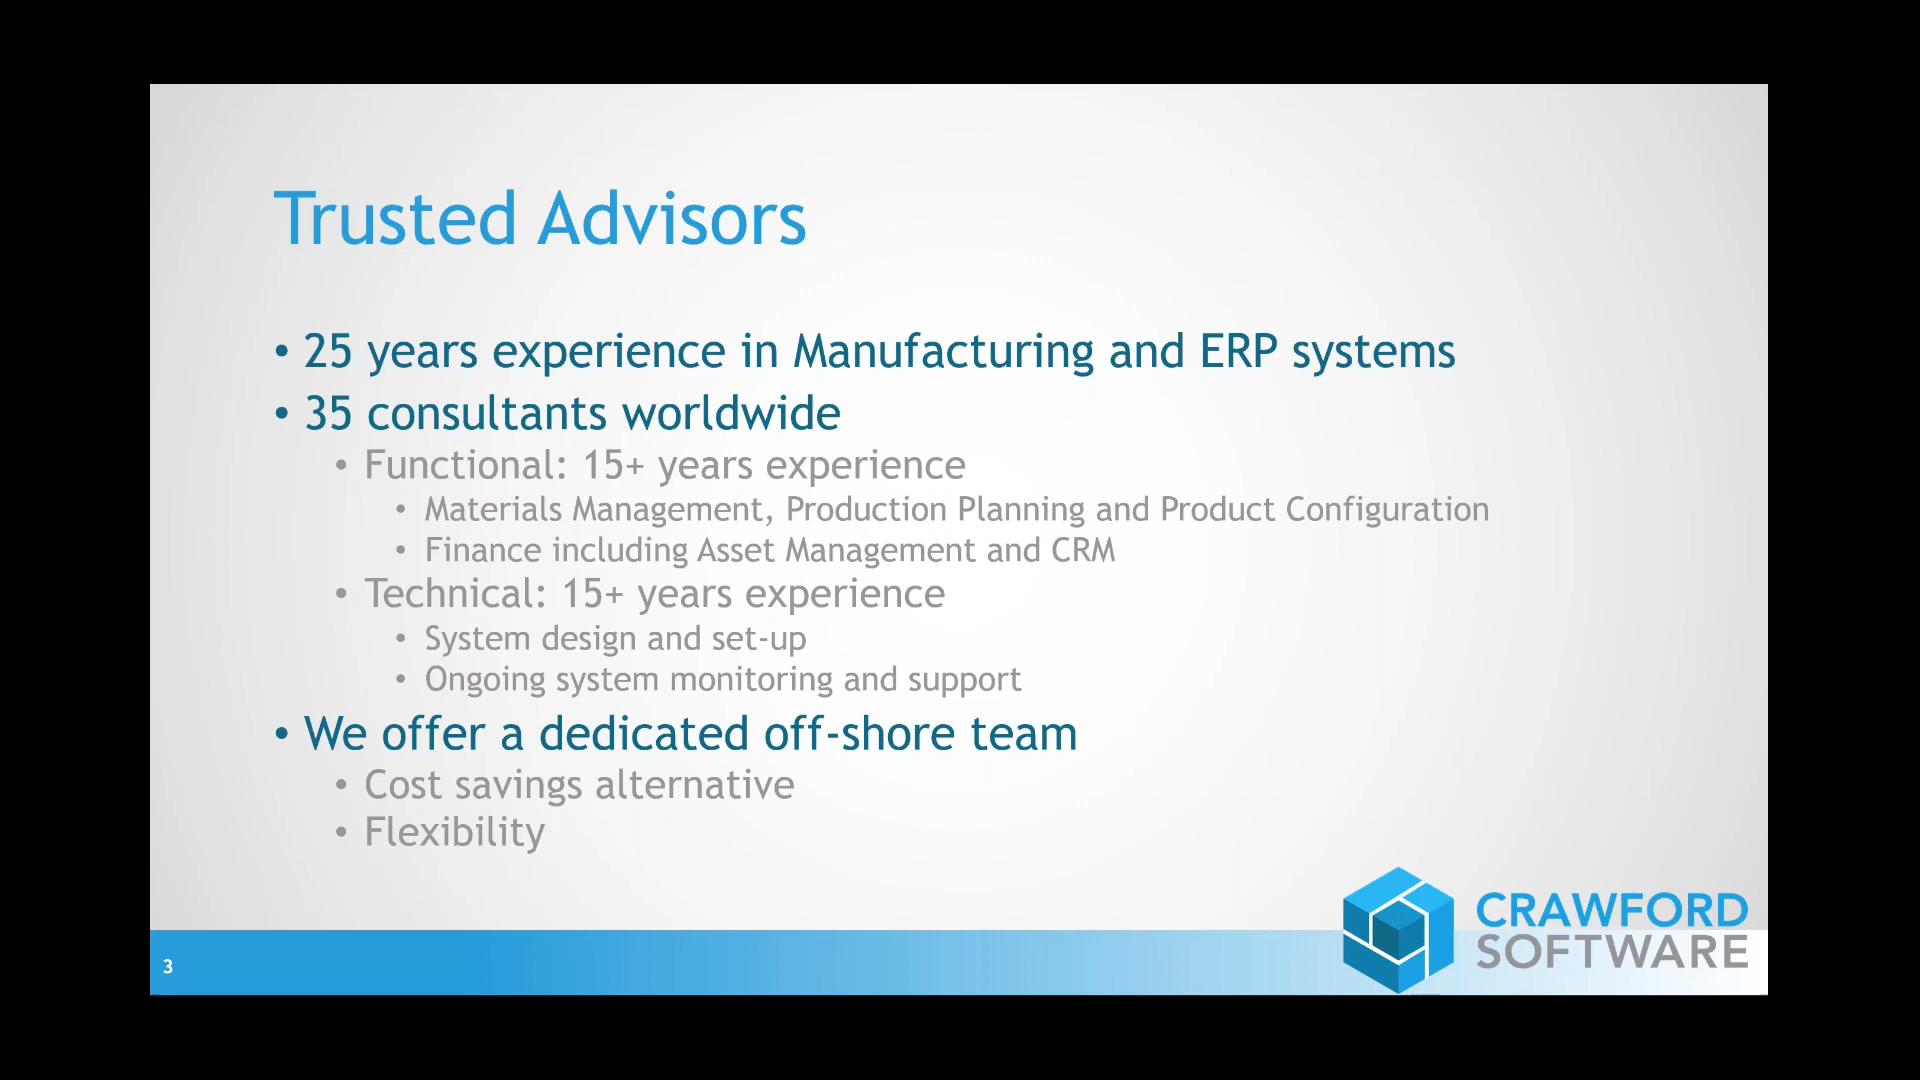 Trusted Advisors
• 25 years experience in Manufacturing and ERP systems
• 35 consultants worldwide
• Functional: 15+ years experience
• Materials Management, Production Planning and Product Configuration
• Finance including Asset Management and CRM
• Technical: 15+ years experience
• System design and set-up
• Ongoing system monitoring and support
• We offer a dedicated off-shore team
• Cost savings alternative
• Flexibility
CRAWFORD
SOFTWARE
3